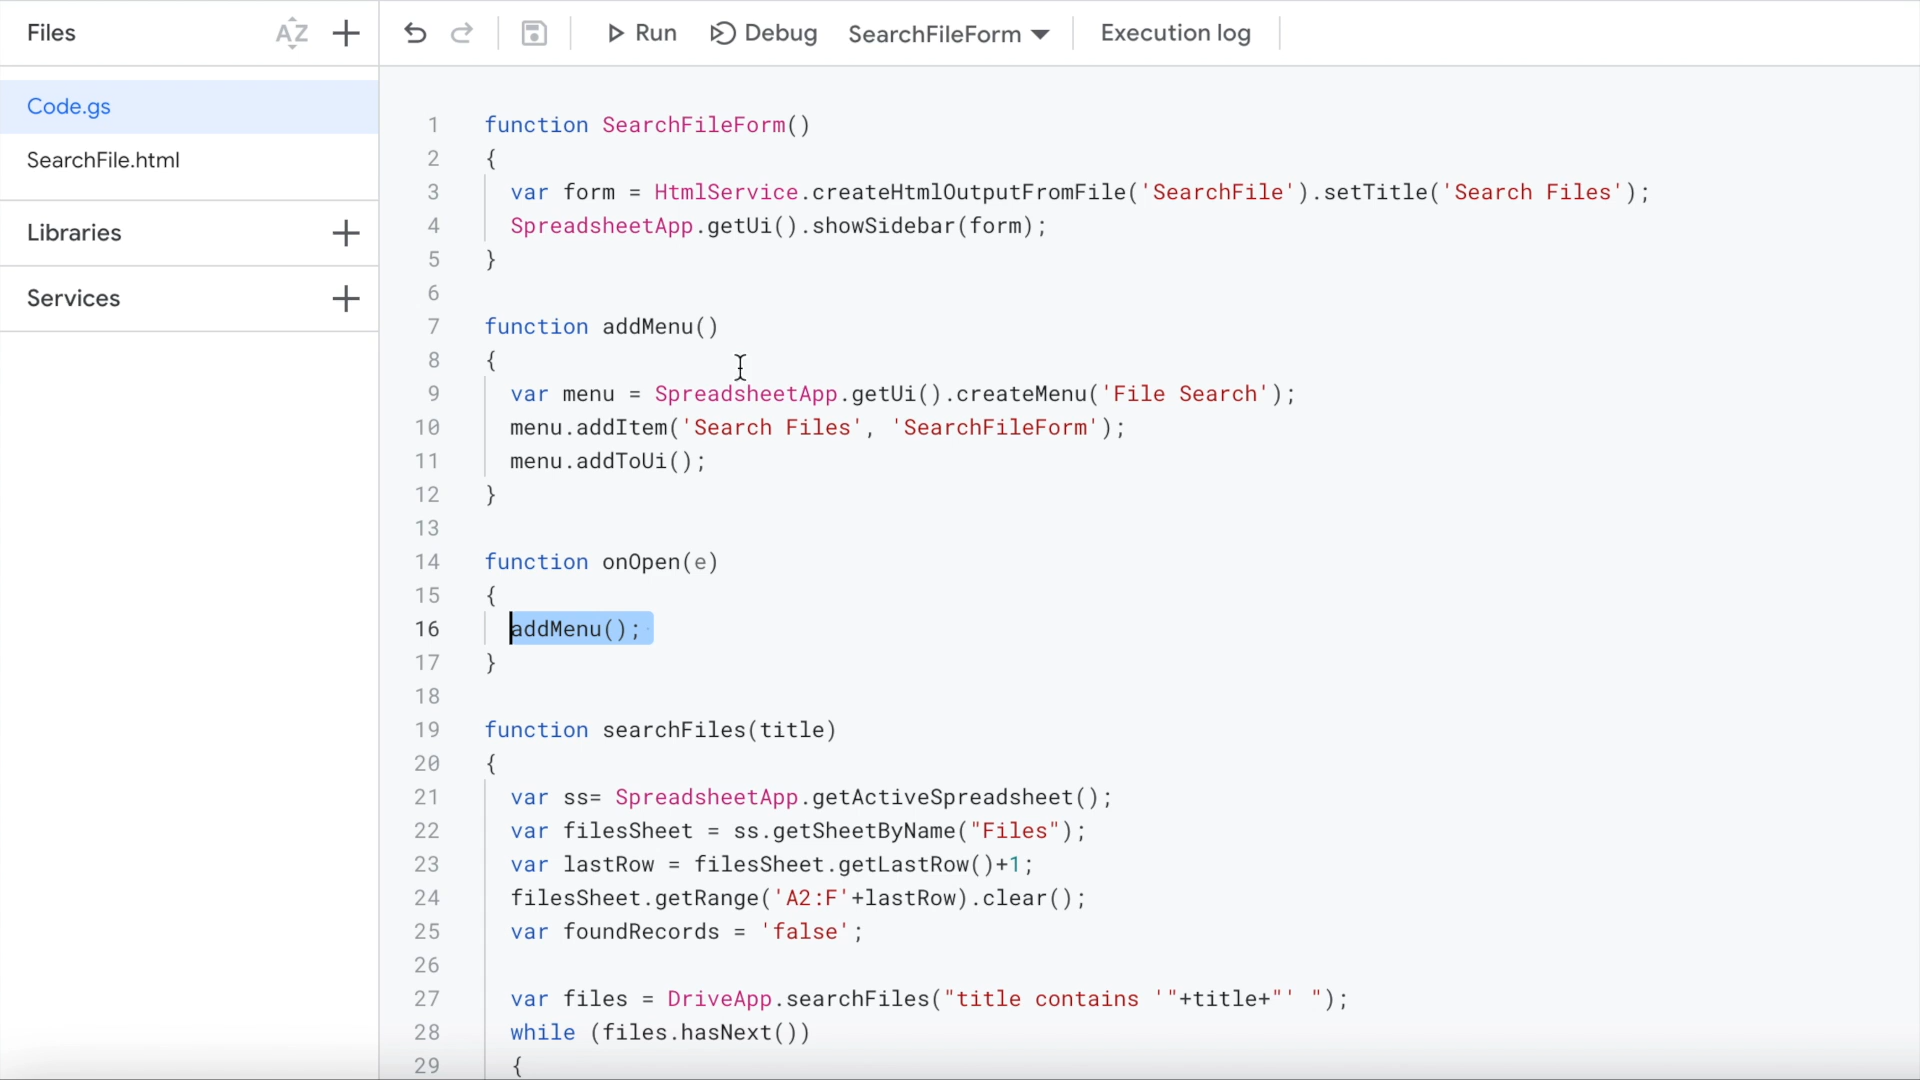 Files
AZ
Run
Debug
SearchFileForm
Execution log
Code.gs
SearchFile.html
Libraries
Services
1 function SearchFileForm()
2 {
3   var form = HtmlService.createHtmlOutputFromFile('SearchFile').setTitle('Search Files');
4   SpreadsheetApp.getUi().showSidebar(form);
5 }
6
7 function addMenu()
8 {
9   var menu = SpreadsheetApp.getUi().createMenu('File Search');
10   menu.addItem('Search Files', 'SearchFileForm');
11   menu.addToUi();
12 }
13
14 function onOpen(e)
15 {
16   addMenu();
17 }
18
19 function searchFiles(title)
20 {
21   var ss= SpreadsheetApp.getActiveSpreadsheet();
22   var filesSheet = ss.getSheetByName("Files");
23   var lastRow = filesSheet.getLastRow()+1;
24   filesSheet.getRange('A2:F'+lastRow).clear();
25   var foundRecords = 'false';
26
27   var files = DriveApp.searchFiles("title contains '"+title+"' ");
28   while (files.hasNext())
29   {